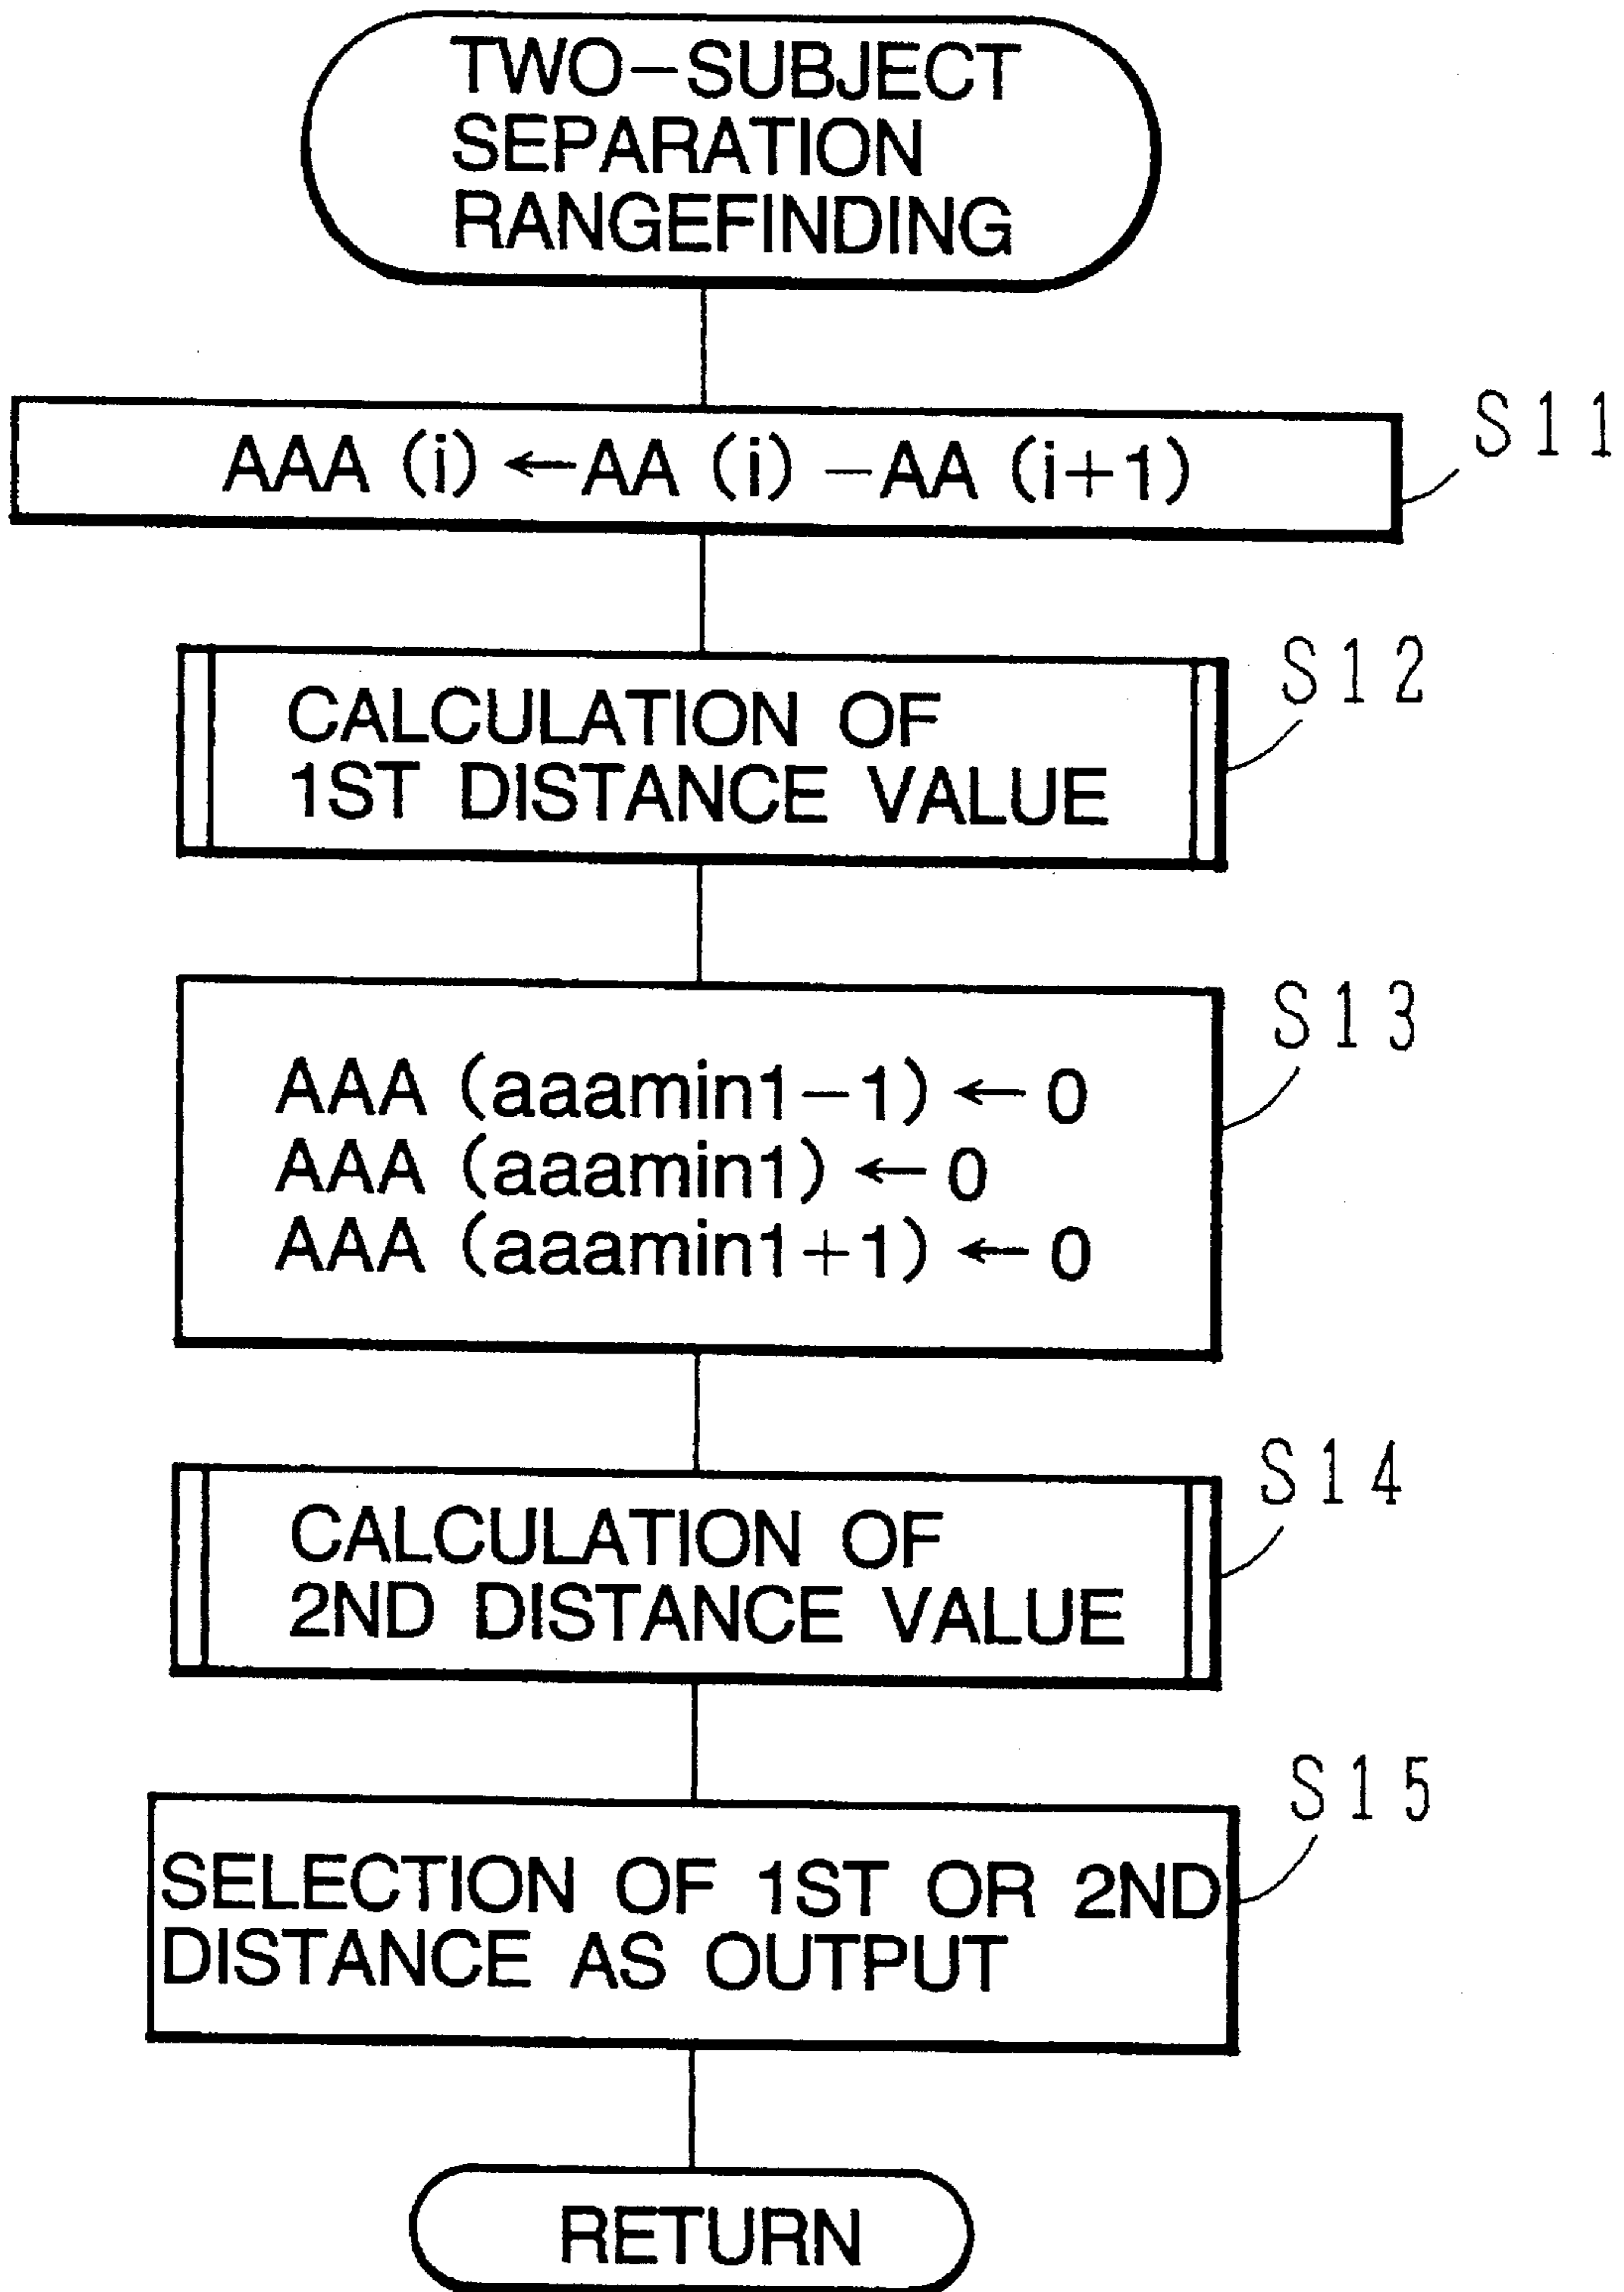 TWO-SUBJECT
SEPARATION
RANGEFINDING
S11
AAA (i) ←AA (i) −AA (i+1)
S12
CALCULATION OF
1ST DISTANCE VALUE
S13
AAA (aaamin1−1) ← 0
AAA (aaamin1) ← 0
AAA (aaamin1+1) ← 0
S14
CALCULATION OF
2ND DISTANCE VALUE
S15
SELECTION OF 1ST OR 2ND
DISTANCE AS OUTPUT
RETURN